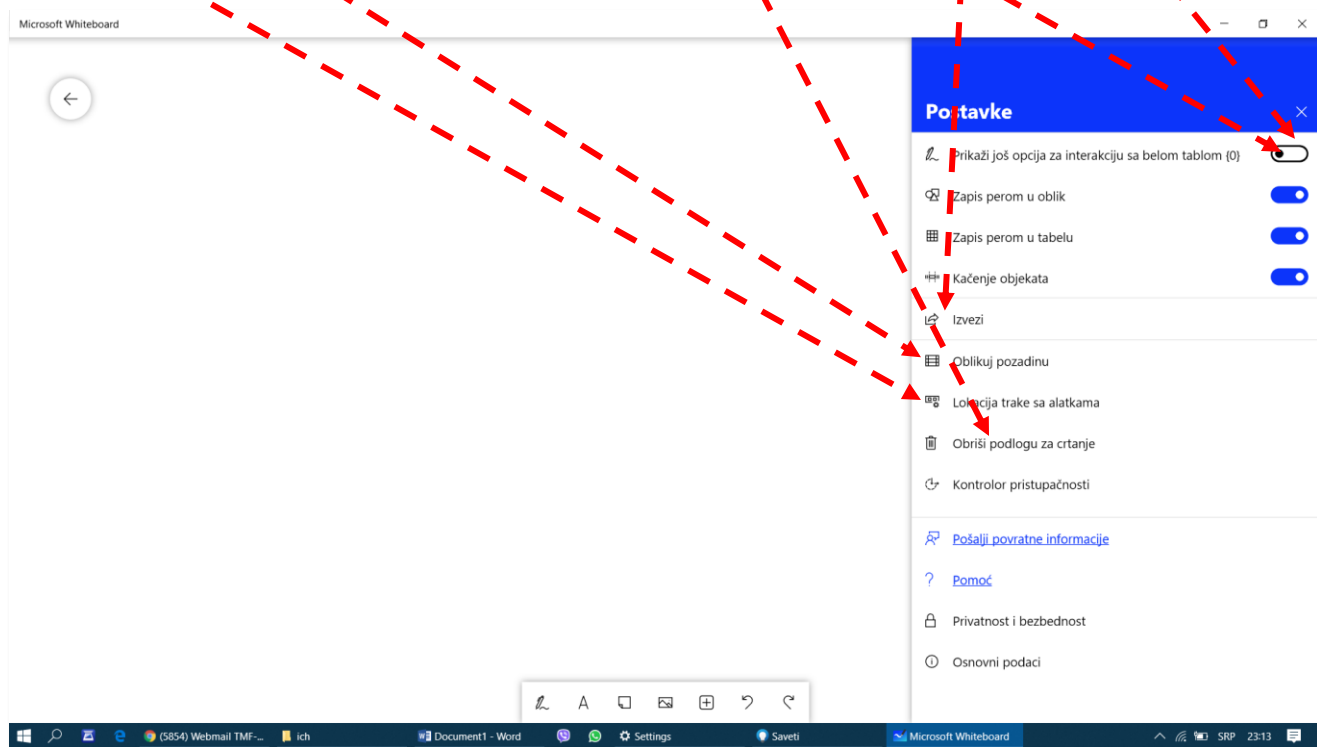 Microsoft Whiteboard
Postavke
Prikaži još opcija za interakciju sa belom tablom {0}
Zapis perom u oblik
Zapis perom u tabelu
Kačenje objekata
Izvezi
Oblikuj pozadinu
Lokacija trake sa alatkama
Obriši podlogu za crtanje
Kontrolor pristupačnosti
Pošalji povratne informacije
Pomoć
Privatnost i bezbednost
Osnovni podaci
A
(5854) Webmail TMF-... ich Document1 - Word Settings Saveti Microsoft Whiteboard SRP 23:13